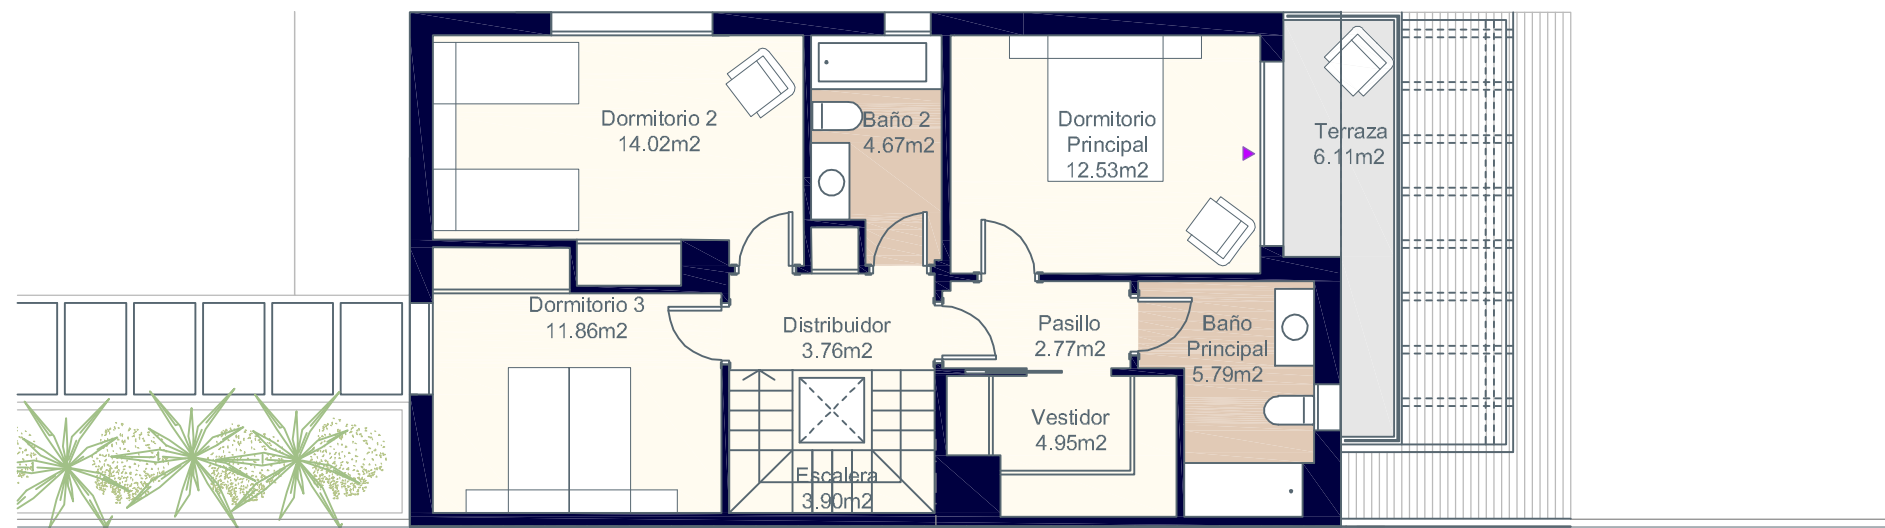 Dormitorio 2
14.02m2
Baño 2
4.67m2
Dormitorio
Principal
12.53m2
Terraza
6.11m2
Dormitorio 3
11.86m2
Distribuidor
3.76m2
Pasillo
2.77m2
Baño
Principal
5.79m2
Vestidor
4.95m2
Escalera
3.90m2